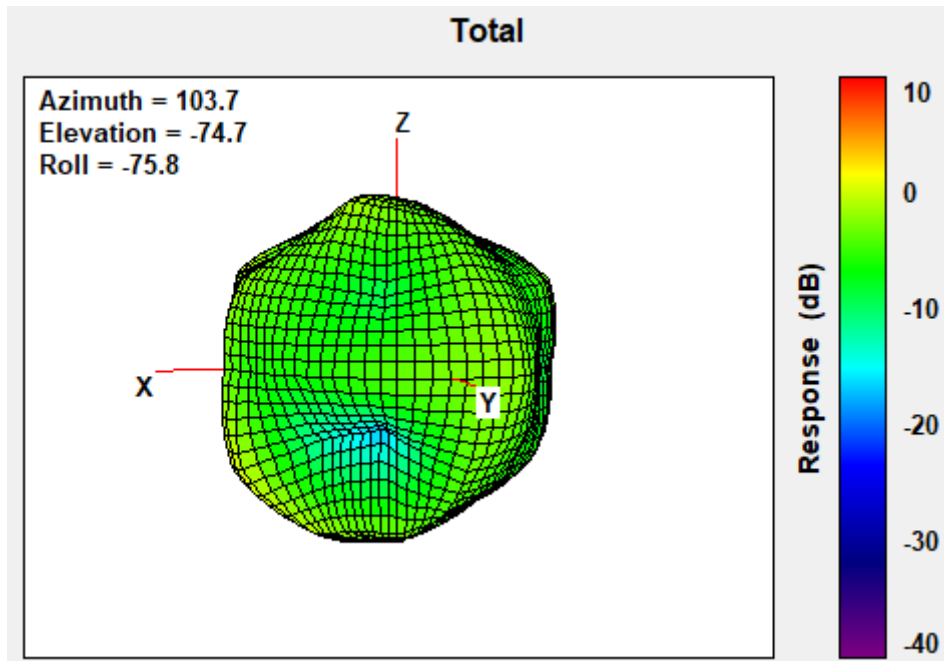 Total
Azimuth = 103.7
Elevation = -74.7
Roll = -75.8
Z
X
Y
10
0
-10
-20
-30
-40
Response (dB)